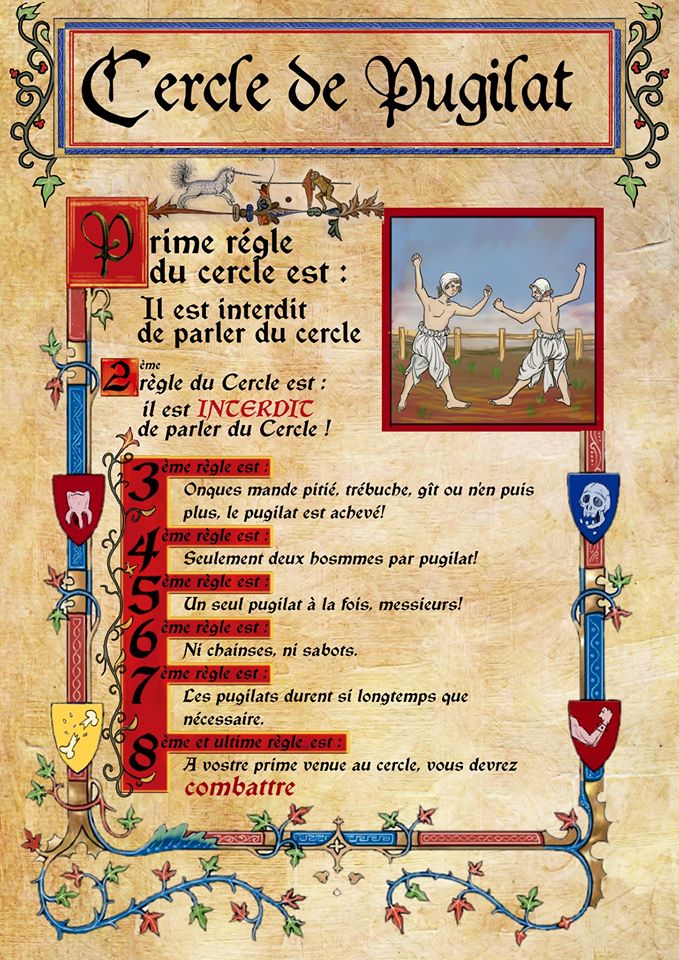 Cercle de Pugilat
Prime régle
du cercle est :
Il est interdit
de parler du cercle
2ème
règle du Cercle est :
il est INTERDIT
de parler du Cercle !
3ème règle est :
Onques mande pitié, trébuche, gît ou n'en puis
plus, le pugilat est achevé!
4ème règle est :
Seulement deux hosmmes par pugilat!
5ème règle est :
Un seul pugilat à la fois, messieurs!
6ème règle est :
Ni chainses, ni sabots.
7ème règle est :
Les pugilats durent si longtemps que
nécessaire.
8ème et ultime règle est :
A vostre prime venue au cercle, vous devrez
combattre